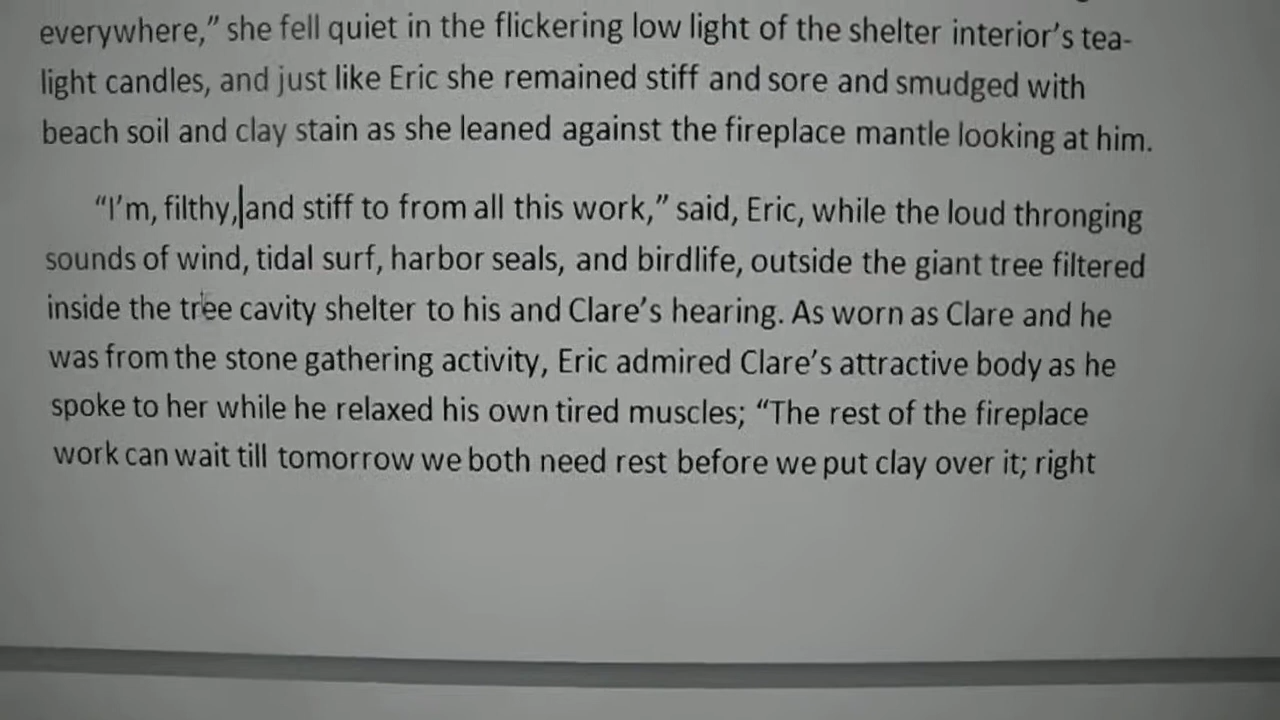 everywhere,” she fell quiet in the flickering low light of the shelter interior’s tea-
light candles, and just like Eric she remained stiff and sore and smudged with
beach soil and clay stain as she leaned against the fireplace mantle looking at him.
“I’m, filthy, and stiff to from all this work,” said, Eric, while the loud thronging
sounds of wind, tidal surf, harbor seals, and birdlife, outside the giant tree filtered
inside the tree cavity shelter to his and Clare’s hearing. As worn as Clare and he
was from the stone gathering activity, Eric admired Clare’s attractive body as he
spoke to her while he relaxed his own tired muscles; “The rest of the fireplace
work can wait till tomorrow we both need rest before we put clay over it; right